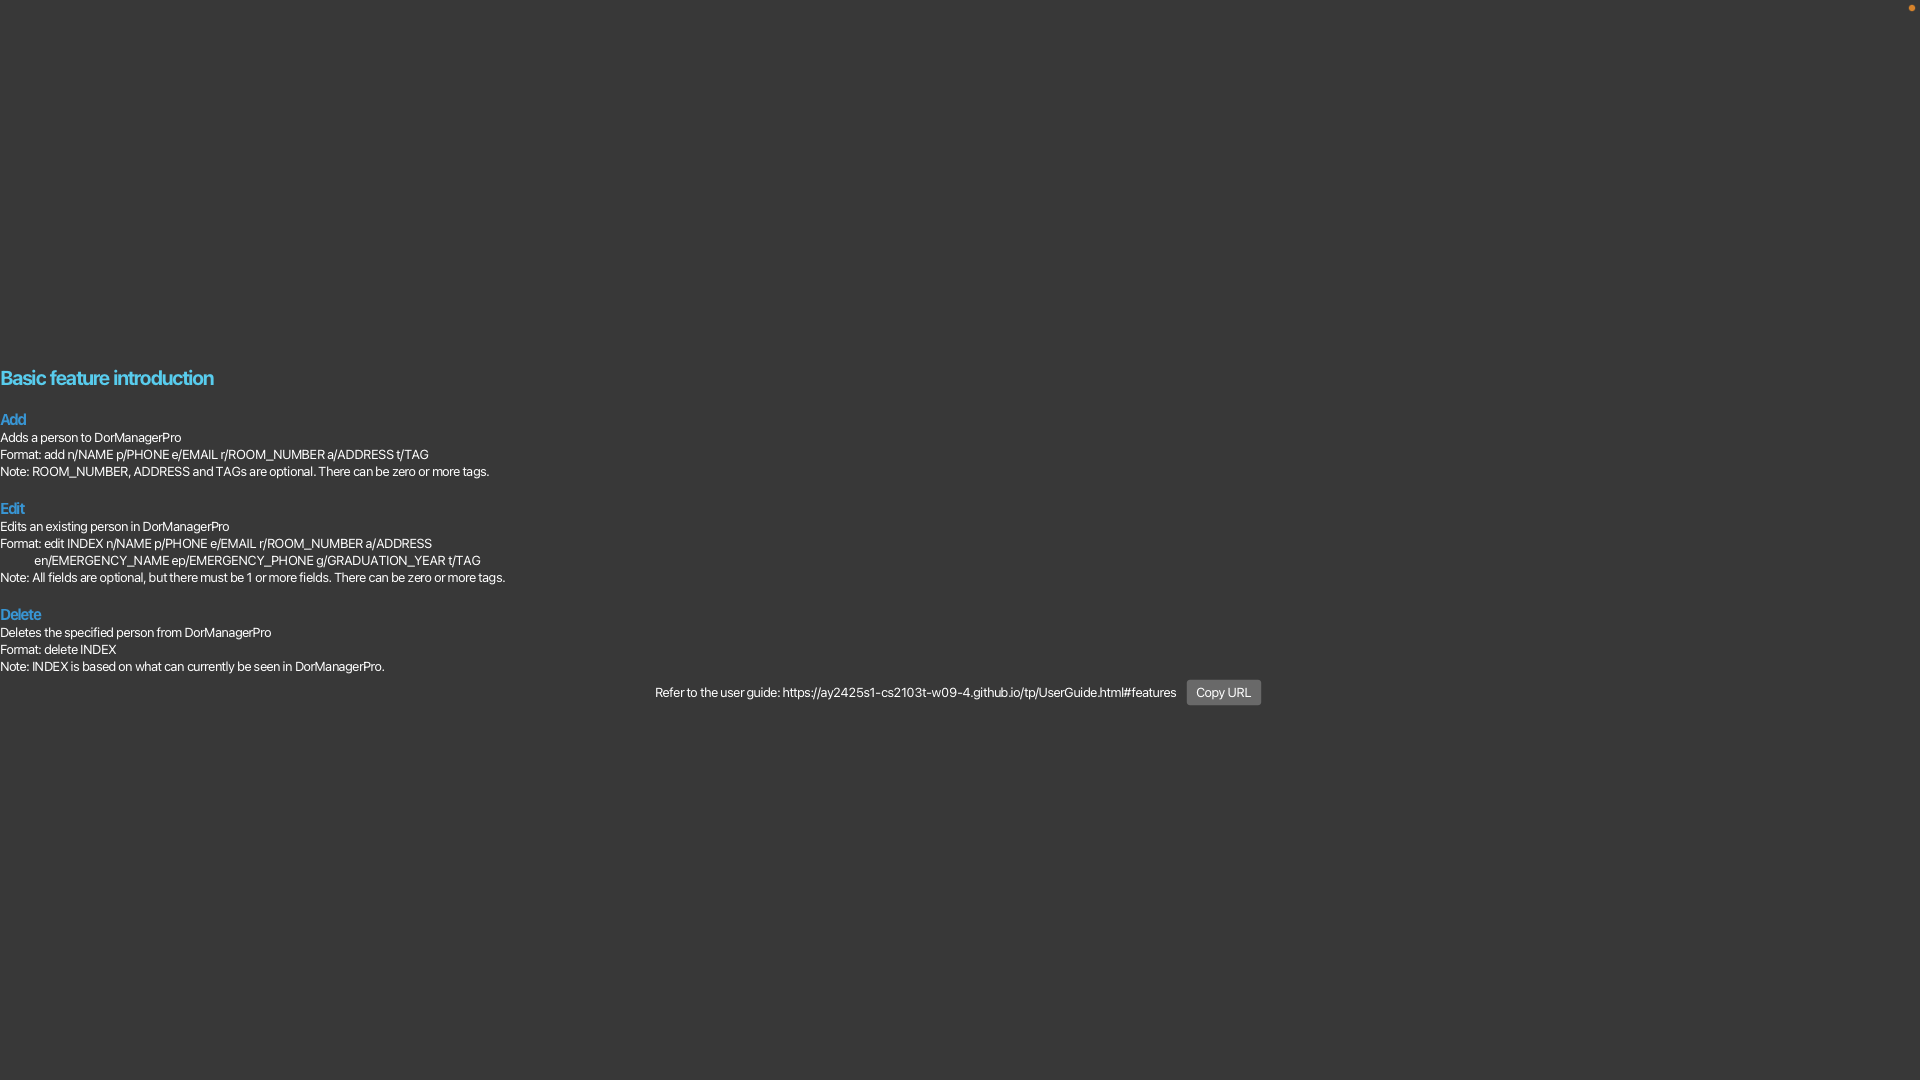 Basic feature introduction
Add
Adds a person to DorManagerPro
Format: add n/NAME p/PHONE e/EMAIL r/ROOM_NUMBER a/ADDRESS t/TAG
Note: ROOM_NUMBER, ADDRESS and TAGs are optional. There can be zero or more tags.
Edit
Edits an existing person in DorManagerPro
Format: edit INDEX n/NAME p/PHONE e/EMAIL r/ROOM_NUMBER a/ADDRESS
en/EMERGENCY_NAME ep/EMERGENCY_PHONE g/GRADUATION_YEAR t/TAG
Note: All fields are optional, but there must be 1 or more fields. There can be zero or more tags.
Delete
Deletes the specified person from DorManagerPro
Format: delete INDEX
Note: INDEX is based on what can currently be seen in DorManagerPro.
Refer to the user guide: https://ay2425s1-cs2103t-w09-4.github.io/tp/UserGuide.html#features Copy URL